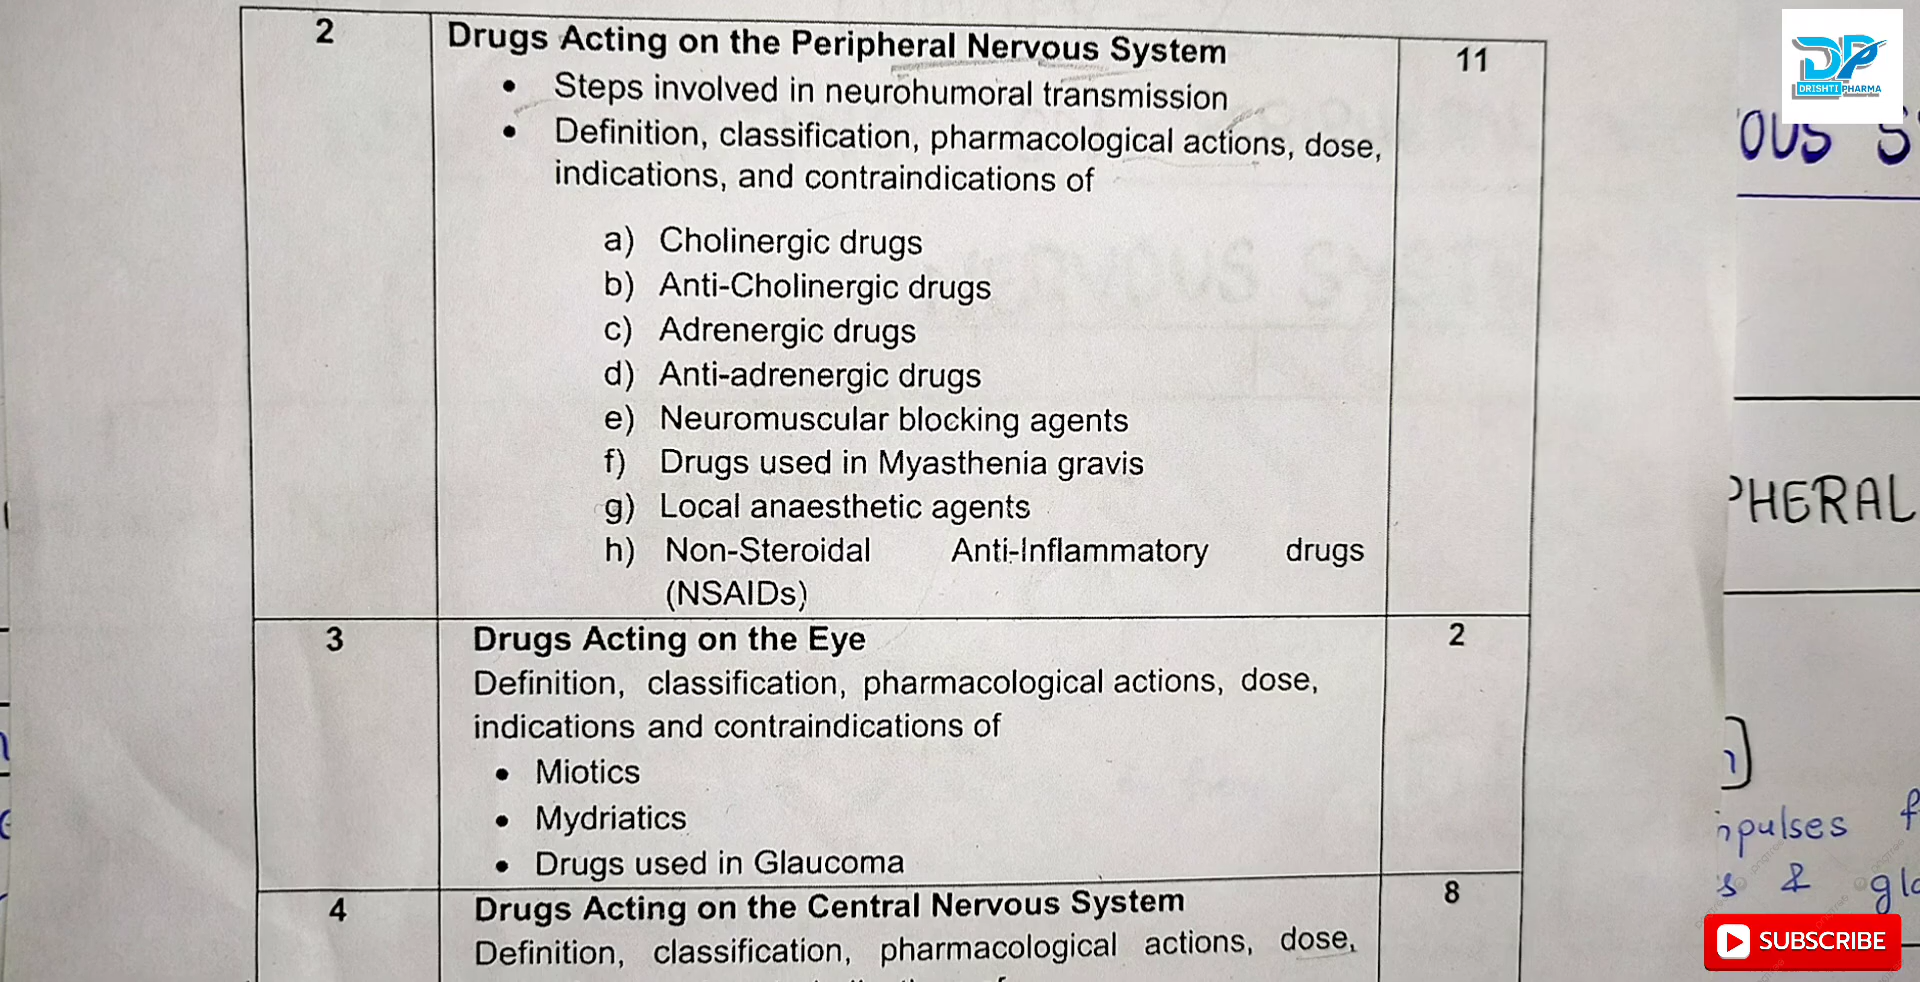 2 Drugs Acting on the Peripheral Nervous System 11
• Steps involved in neurohumoral transmission
• Definition, classification, pharmacological actions, dose,
indications, and contraindications of
a) Cholinergic drugs
b) Anti-Cholinergic drugs
c) Adrenergic drugs
d) Anti-adrenergic drugs
e) Neuromuscular blocking agents
f) Drugs used in Myasthenia gravis
g) Local anaesthetic agents
h) Non-Steroidal Anti-Inflammatory drugs
(NSAIDs)
3 Drugs Acting on the Eye 2
Definition, classification, pharmacological actions, dose,
indications and contraindications of
• Miotics
• Mydriatics
• Drugs used in Glaucoma
4 Drugs Acting on the Central Nervous System 8
Definition, classification, pharmacological actions, dose,
DP
DRISHTI PHARMA
OUS S
PHERAL
pulses f
s & gla
SUBSCRIBE